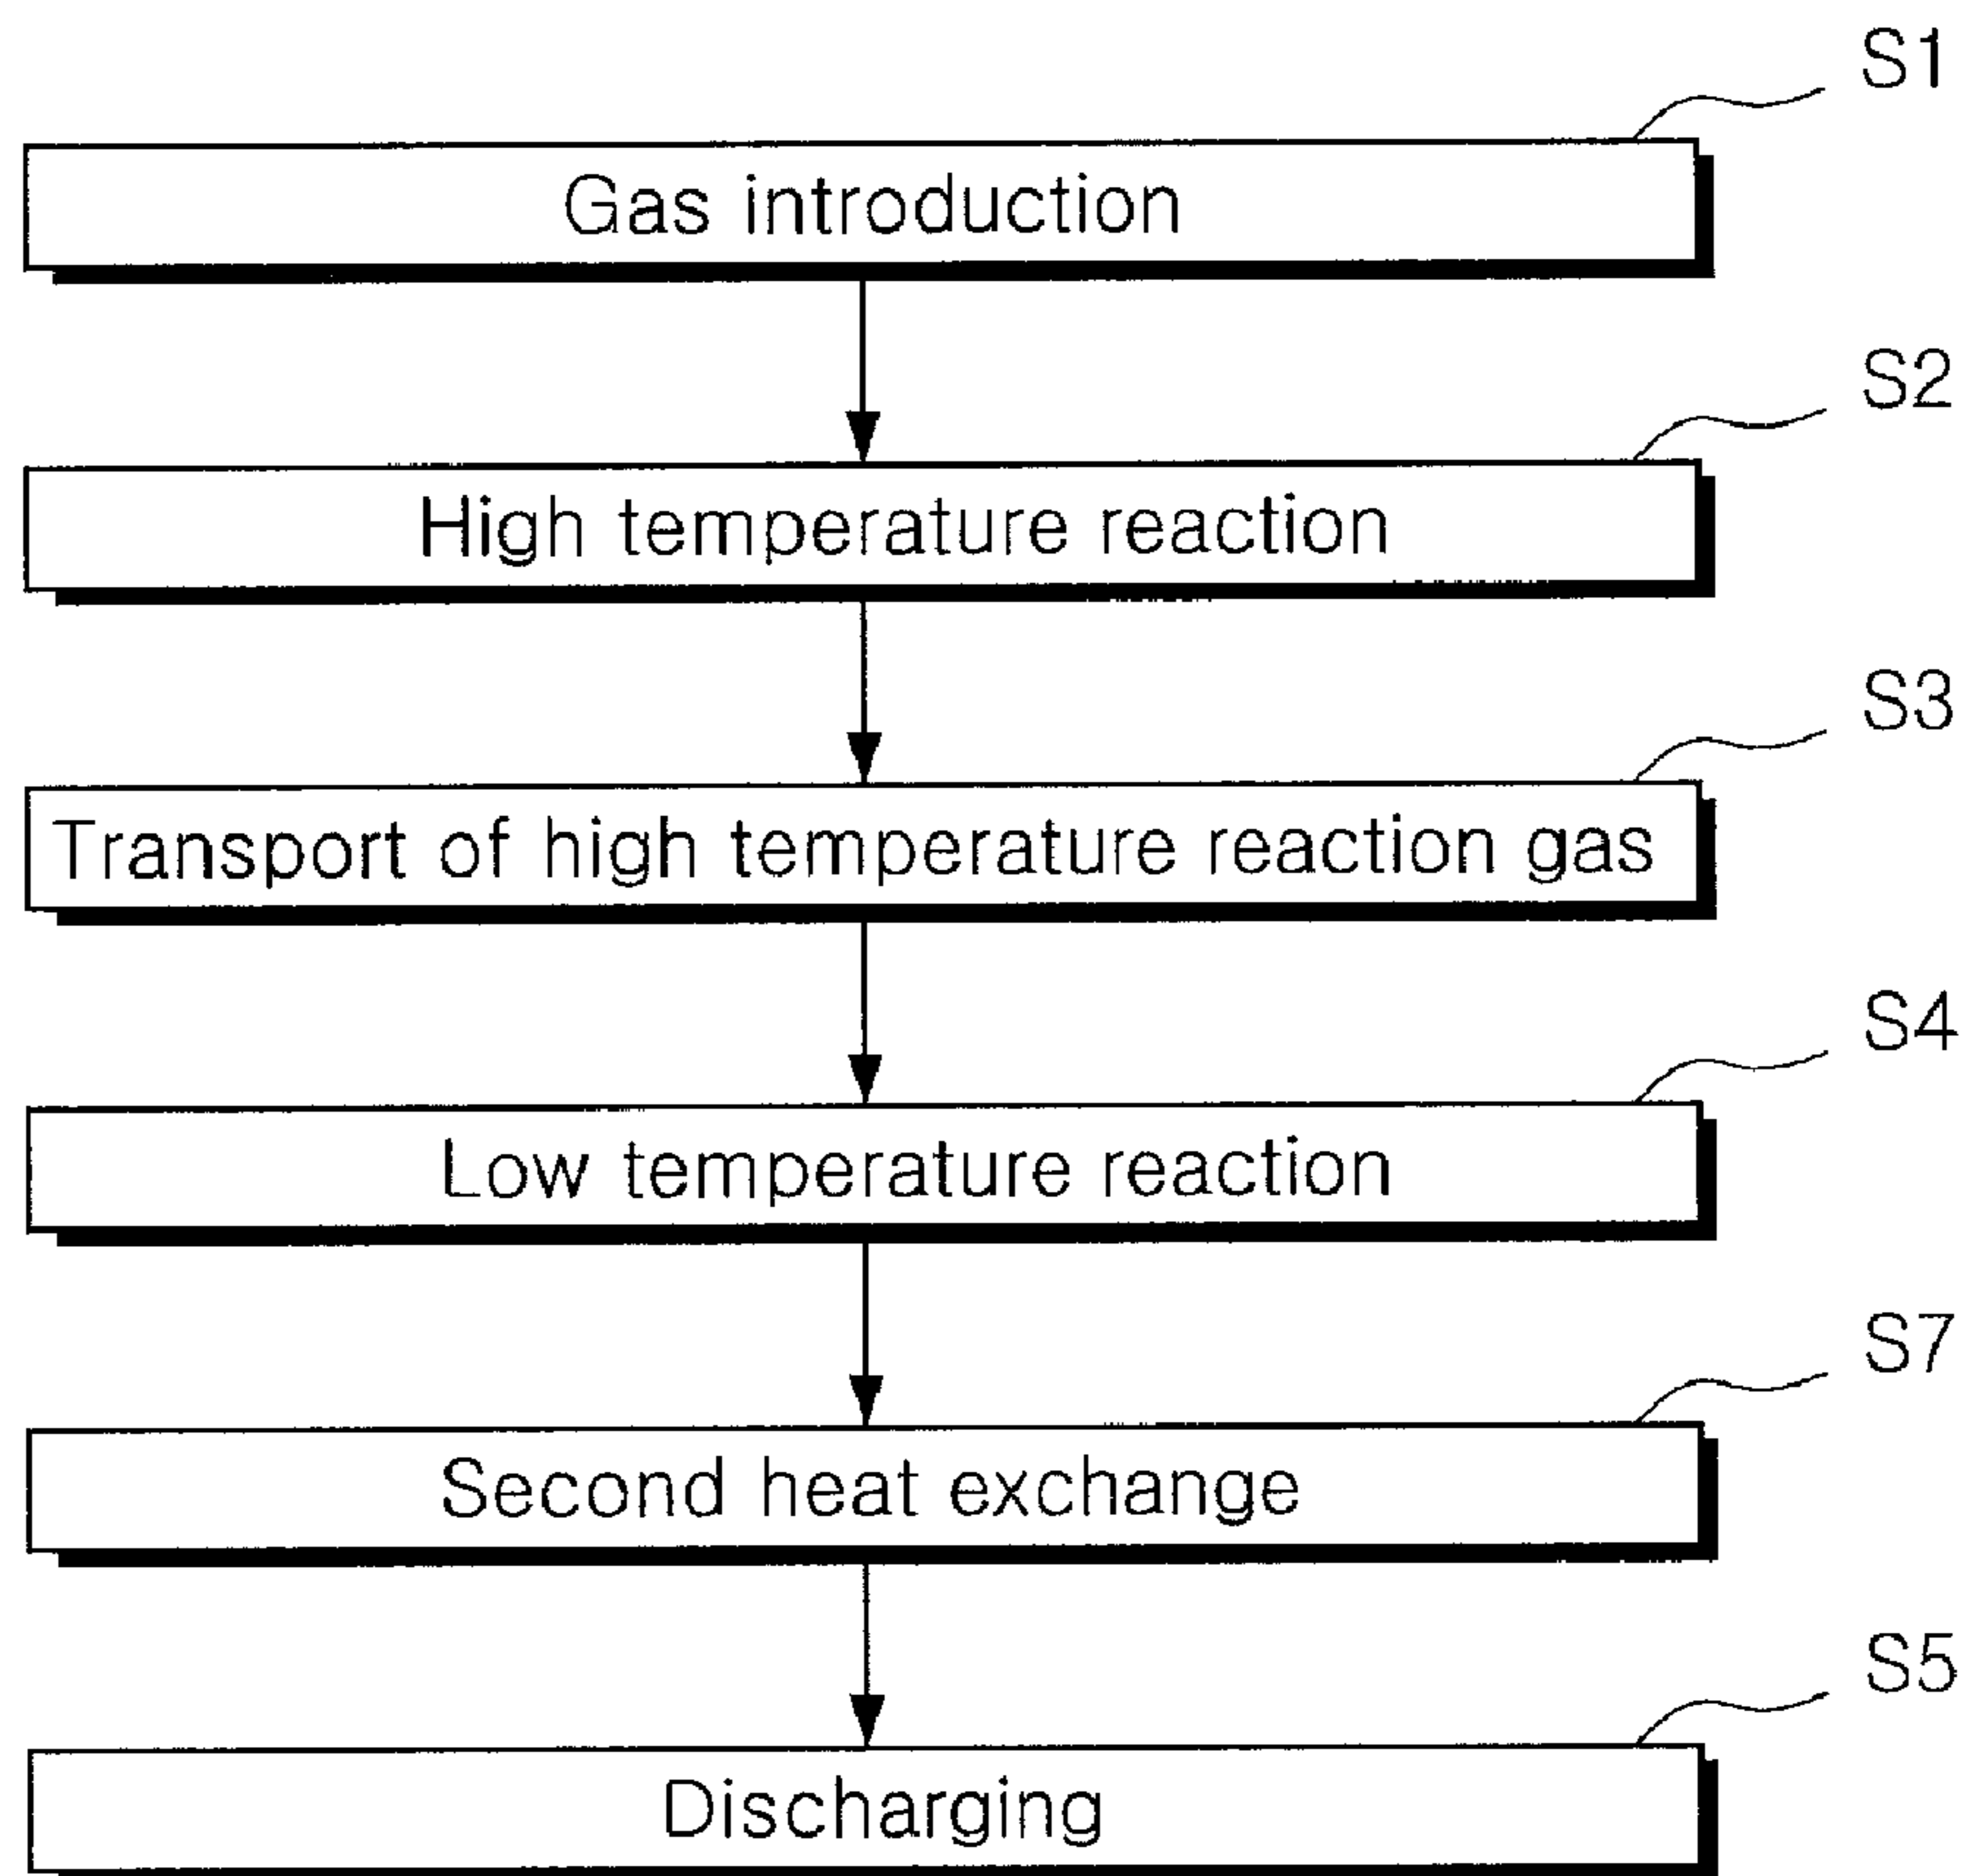 S1
Gas introduction
S2
High temperature reaction
S3
Transport of high temperature reaction gas
S4
Low temperature reaction
S7
Second heat exchange
S5
Discharging